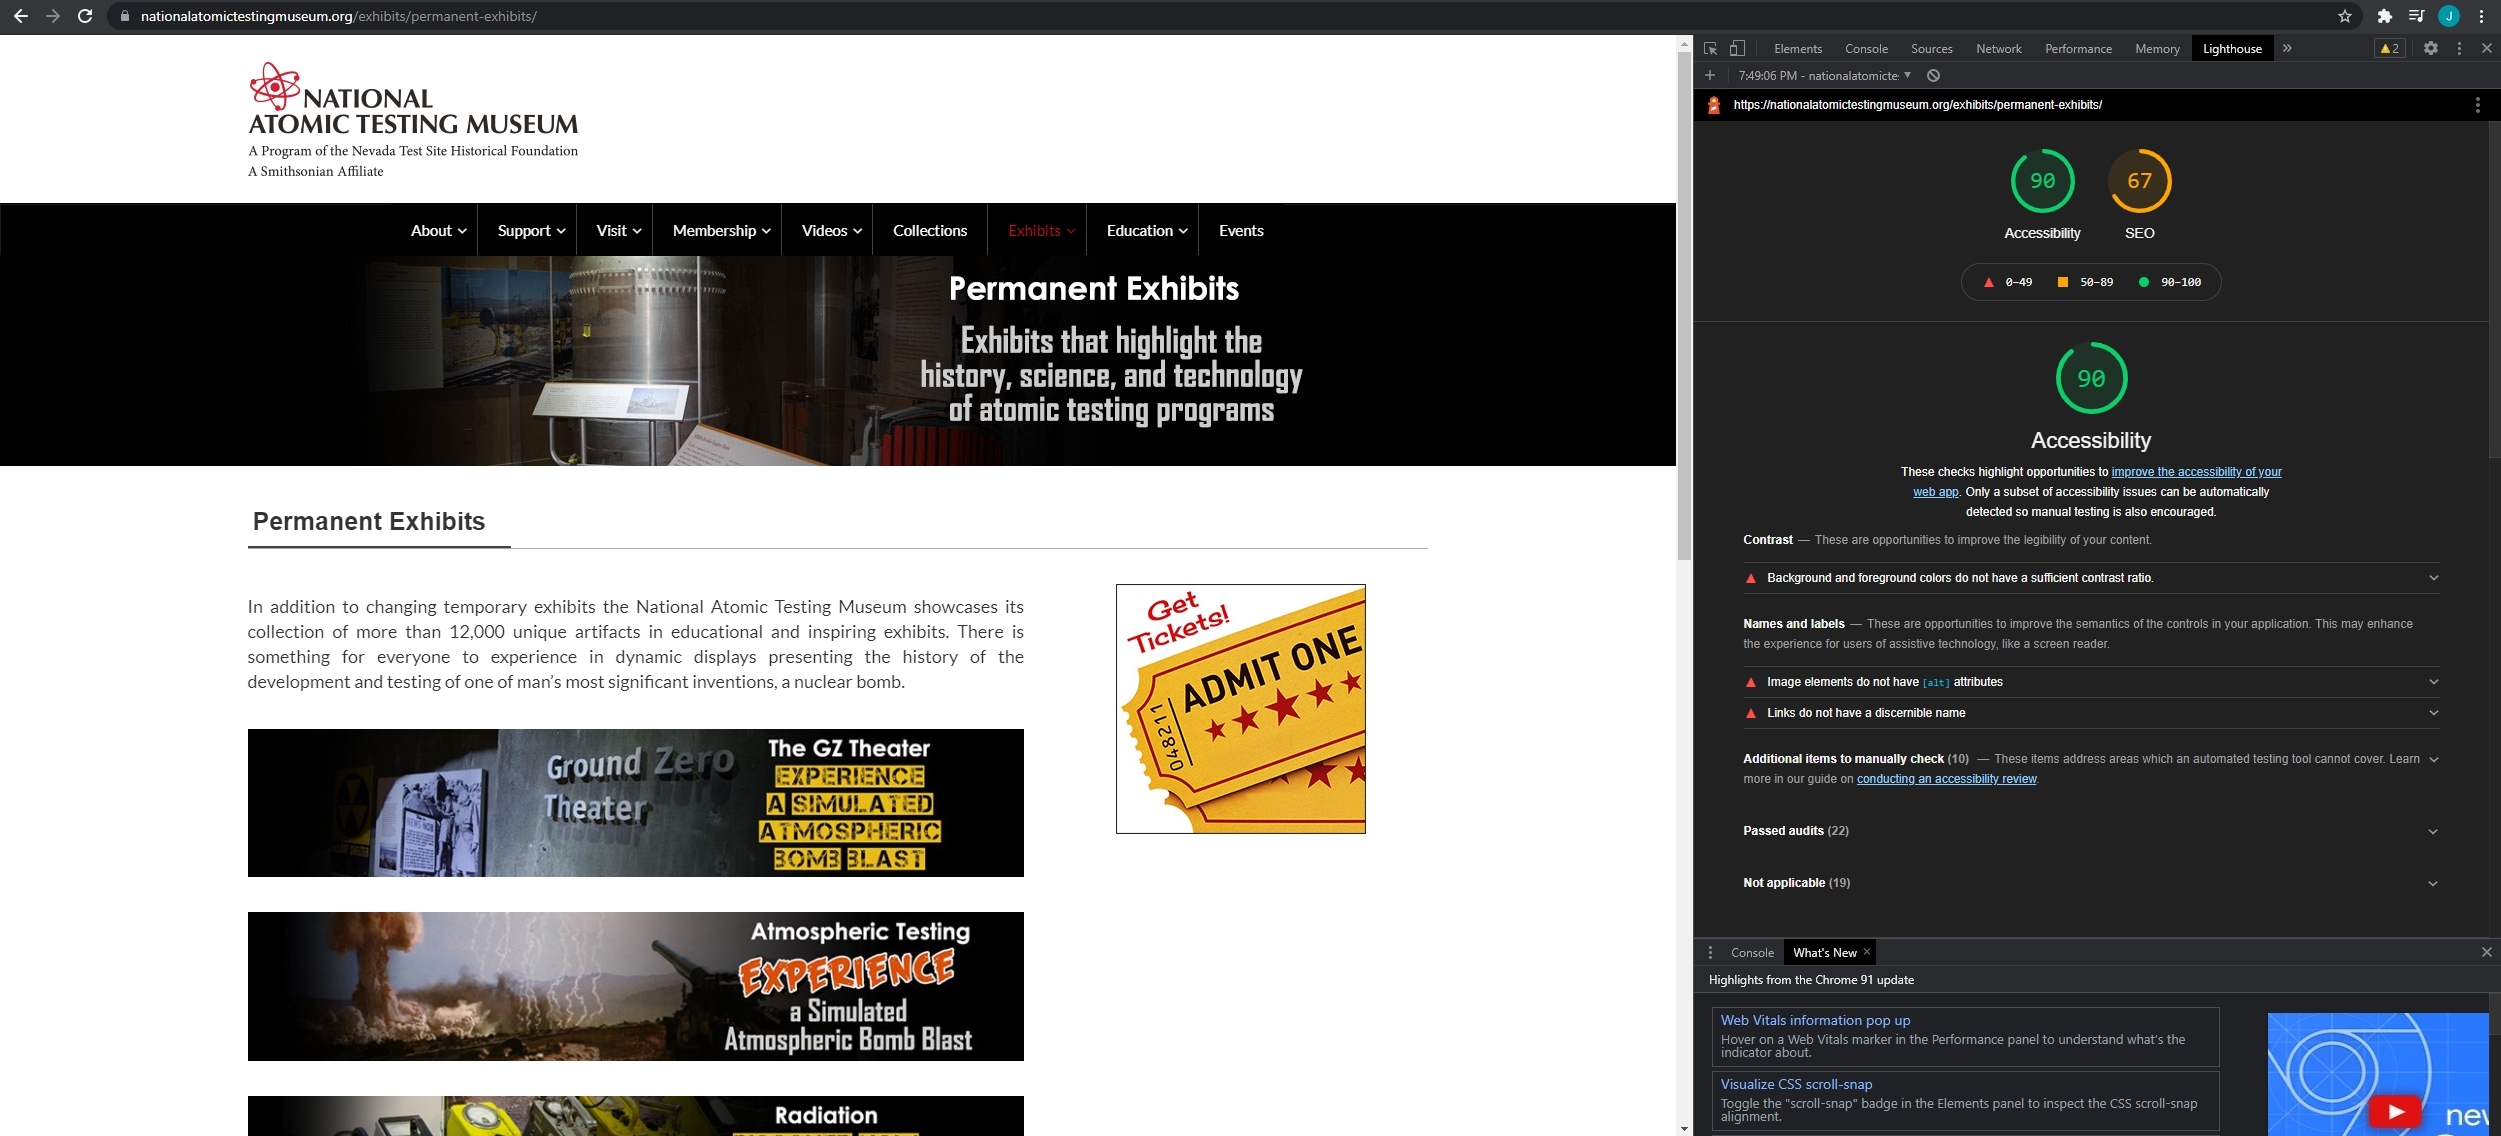 nationalatomictestingmuseum.org/exhibits/permanent-exhibits/
J
NATIONAL
ATOMIC TESTING MUSEUM
A Program of the Nevada Test Site Historical Foundation
A Smithsonian Affiliate
About
Support
Visit
Membership
Videos
Collections
Exhibits
Education
Events
Permanent Exhibits
Exhibits that highlight the
history, science, and technology
of atomic testing programs
Permanent Exhibits
In addition to changing temporary exhibits the National Atomic Testing Museum showcases its
collection of more than 12,000 unique artifacts in educational and inspiring exhibits. There is
something for everyone to experience in dynamic displays presenting the history of the
development and testing of one of man's most significant inventions, a nuclear bomb.
Get
Tickets!
ADMIT ONE
048211
Ground Zero
Theater
The GZ Theater
EXPERIENCE
A SIMULATED
ATMOSPHERIC
BOMB BLAST
Atmospheric Testing
EXPERIENCE
a Simulated
Atmospheric Bomb Blast
Radiation
Elements
Console
Sources
Network
Performance
Memory
Lighthouse
2
7:49:06 PM - nationalatomicte
https://nationalatomictestingmuseum.org/exhibits/permanent-exhibits/
90
67
Accessibility
SEO
0–49
50–89
90–100
90
Accessibility
These checks highlight opportunities to improve the accessibility of your
web app. Only a subset of accessibility issues can be automatically
detected so manual testing is also encouraged.
Contrast — These are opportunities to improve the legibility of your content.
Background and foreground colors do not have a sufficient contrast ratio.
Names and labels — These are opportunities to improve the semantics of the controls in your application. This may enhance
the experience for users of assistive technology, like a screen reader.
Image elements do not have [alt] attributes
Links do not have a discernible name
Additional items to manually check (10) — These items address areas which an automated testing tool cannot cover. Learn
more in our guide on conducting an accessibility review.
Passed audits (22)
Not applicable (19)
Console
What's New
Highlights from the Chrome 91 update
Web Vitals information pop up
Hover on a Web Vitals marker in the Performance panel to understand what's the
indicator about.
Visualize CSS scroll-snap
Toggle the "scroll-snap" badge in the Elements panel to inspect the CSS scroll-snap
alignment.
new